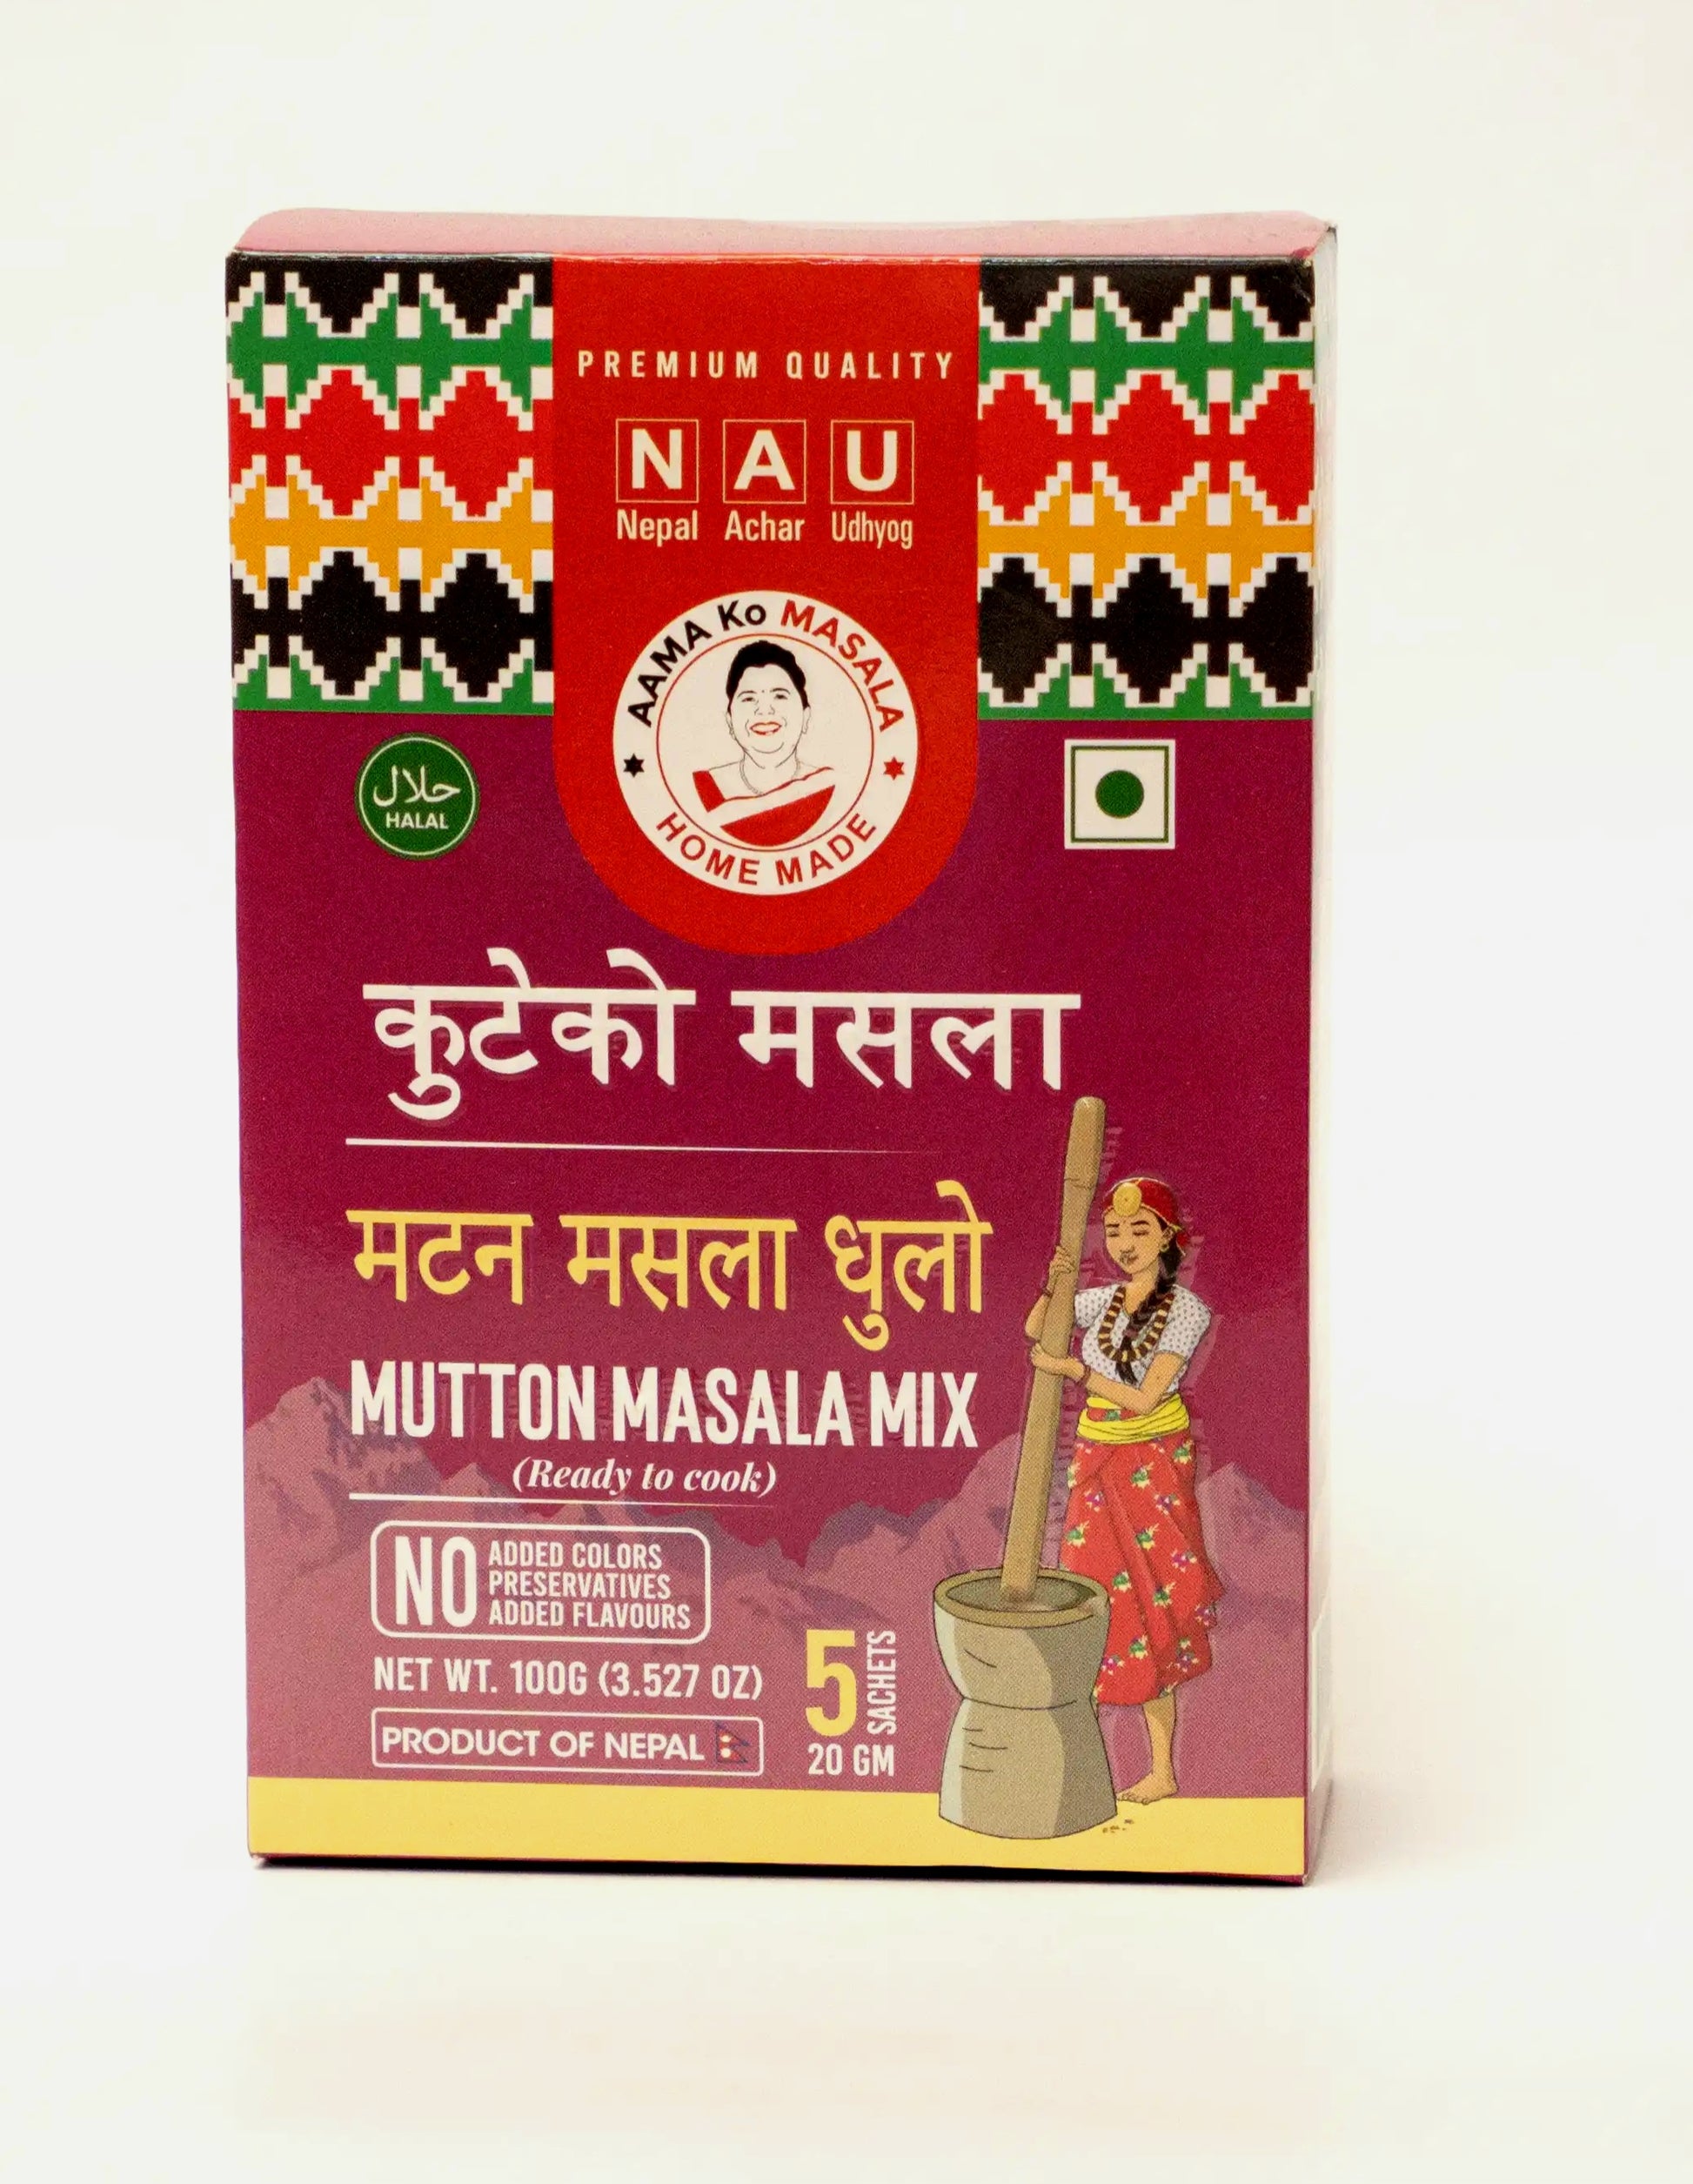 PREMIUM QUALITY
N A U
Nepal Achar Udhyog
AAMA Ko MASALA
HOME MADE
حلال
HALAL
कुटेको मसला
मटन मसला धुलो
MUTTON MASALA MIX
(Ready to cook)
NO ADDED COLORS
PRESERVATIVES
ADDED FLAVOURS
NET WT. 100G (3.527 OZ)
PRODUCT OF NEPAL
5 SACHETS
20 GM